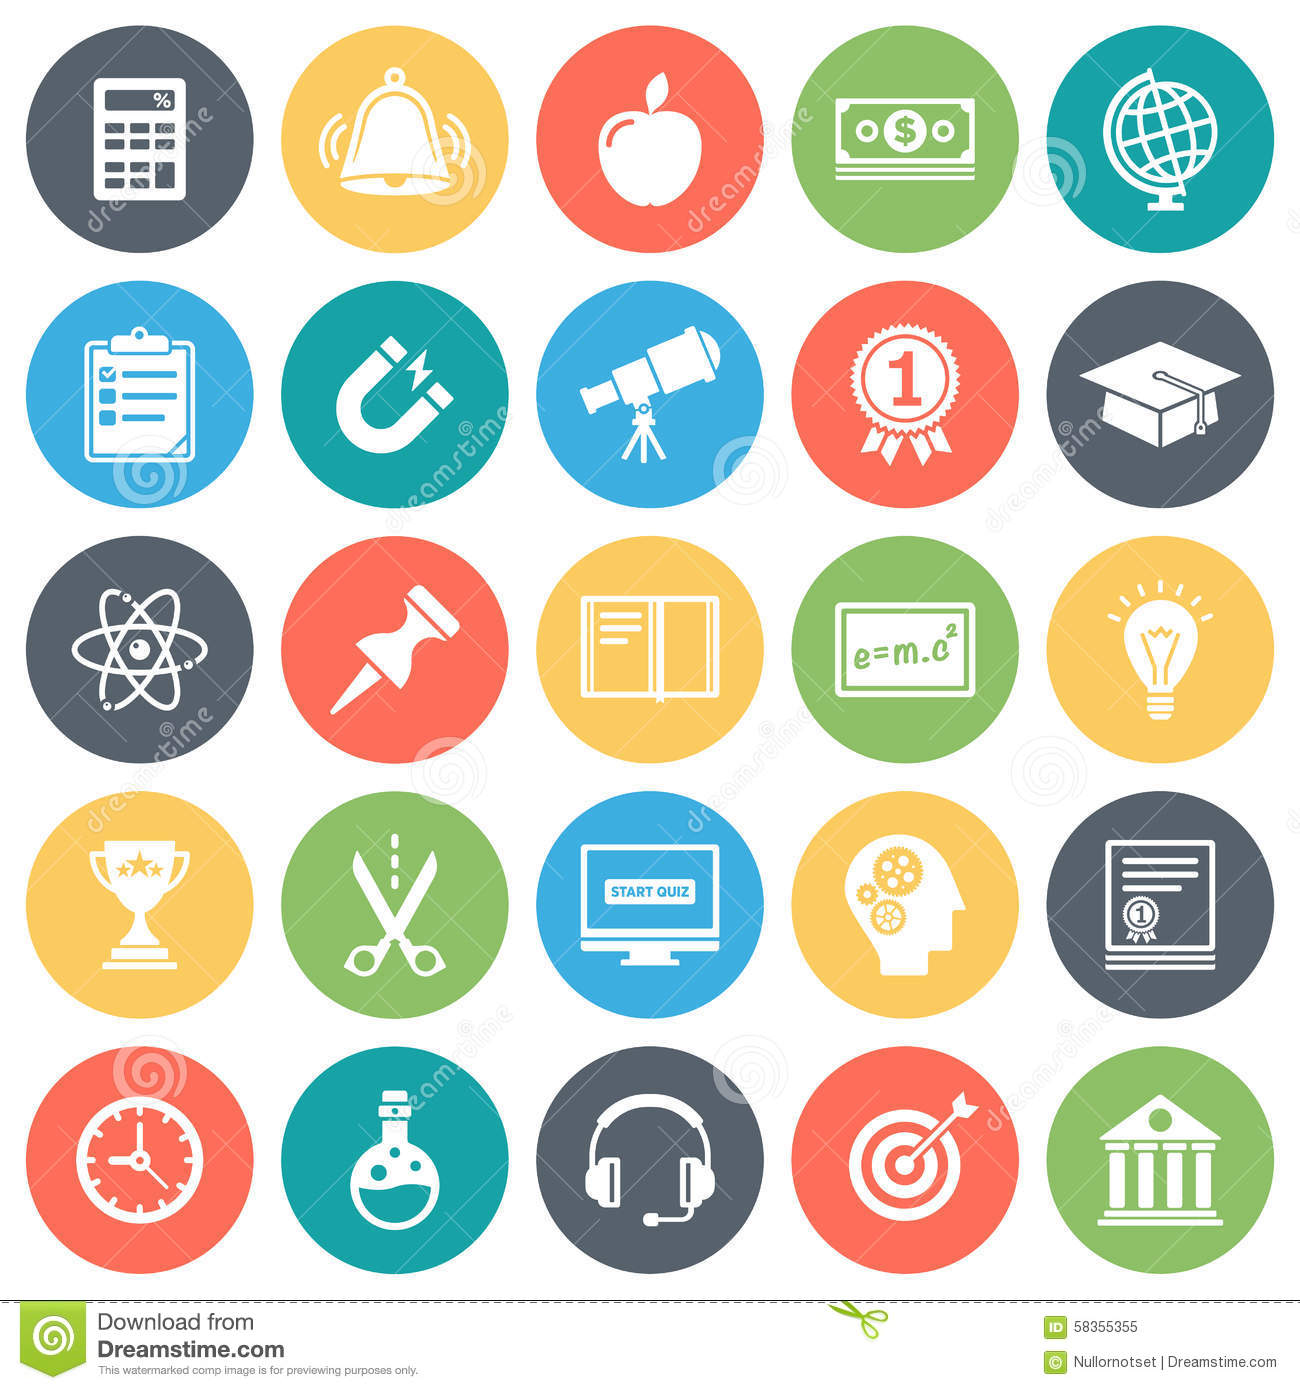 %
$
1
e=m.c²
START QUIZ
1
dreamstime
Download from
Dreamstime.com
This watermarked comp image is for previewing purposes only.
ID 58355355
© Nullornotset | Dreamstime.com